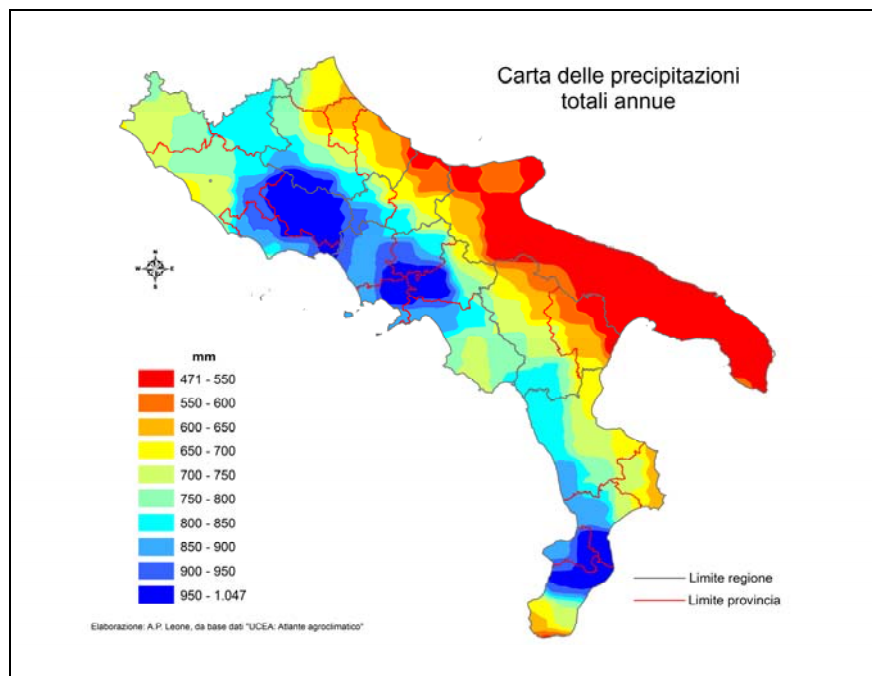 Carta delle precipitazioni
totali annue
N
W E
S
mm
471 - 550
550 - 600
600 - 650
650 - 700
700 - 750
750 - 800
800 - 850
850 - 900
900 - 950
950 - 1.047
Limite regione
Limite provincia
Elaborazione: A.P. Leone, da base dati "UCEA: Atlante agroclimatico"